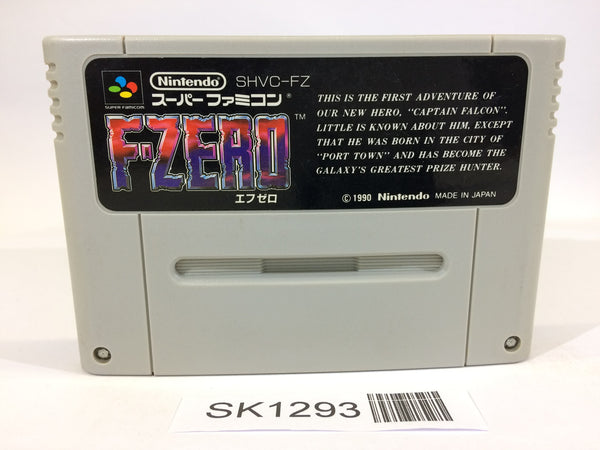 SUPER FAMICOM
Nintendo SHVC-FZ
スーパーファミコン®
F-ZERO™
エフゼロ
THIS IS THE FIRST ADVENTURE OF
OUR NEW HERO, "CAPTAIN FALCON".
LITTLE IS KNOWN ABOUT HIM, EXCEPT
THAT HE WAS BORN IN THE CITY OF
"PORT TOWN" AND HAS BECOME THE
GALAXY'S GREATEST PRIZE HUNTER.
©1990 Nintendo MADE IN JAPAN
SK1293